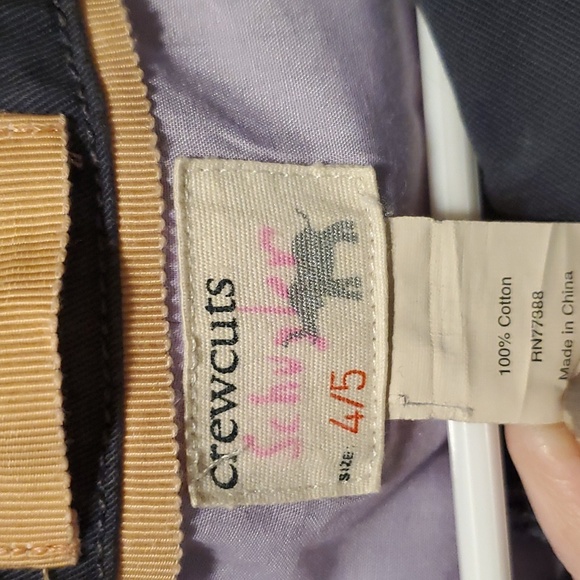 crewcuts
Schuyler
SIZE: 4/5
100% Cotton
RN77388
Made in China